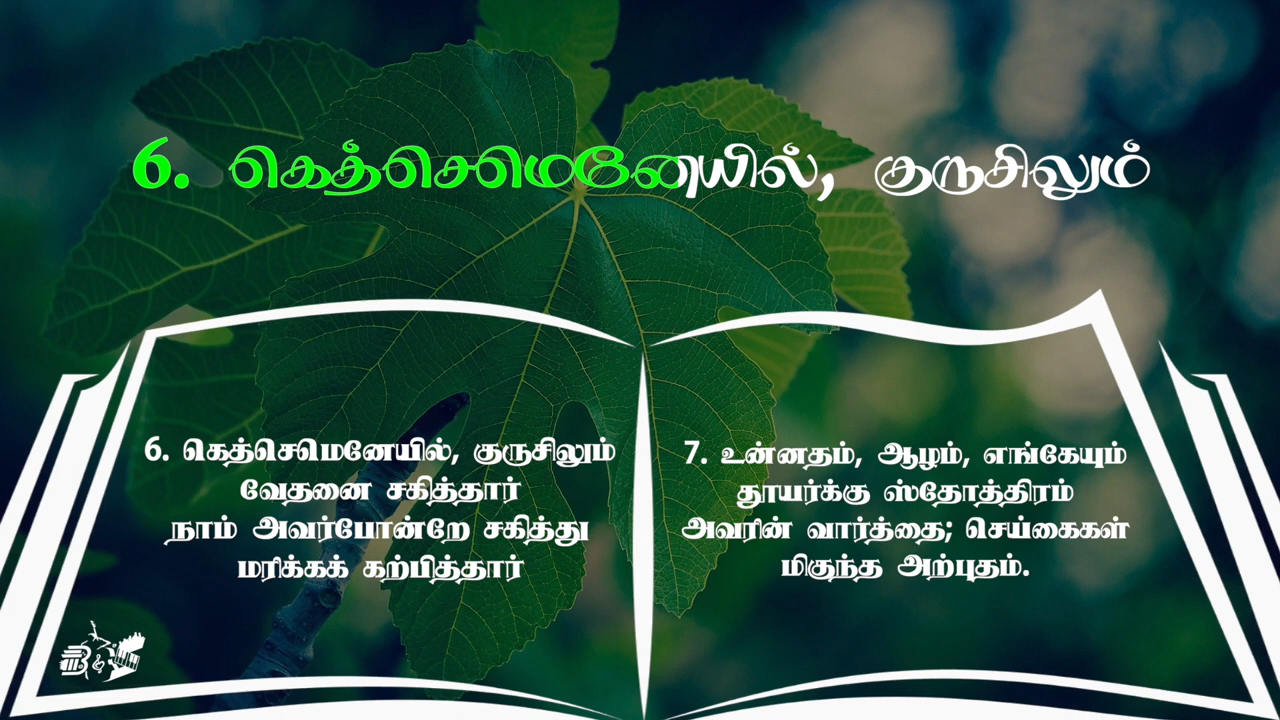 6. கெத்செமெனேயில், குருசிலும்
6. கெத்செமெனேயில், குருசிலும்
வேதனை சகித்தார்
நாம் அவர்போன்றே சகித்து
மரிக்கக் கற்பித்தார்
7. உன்னதம், ஆழம், எங்கேயும்
தூயர்க்கு ஸ்தோத்திரம்
அவரின் வார்த்தை; செய்கைகள்
மிகுந்த அற்புதம்.